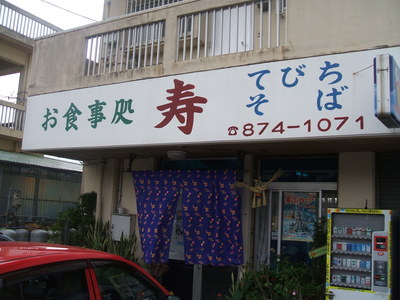 お食事処 寿
てびち
そば
☎874-1071